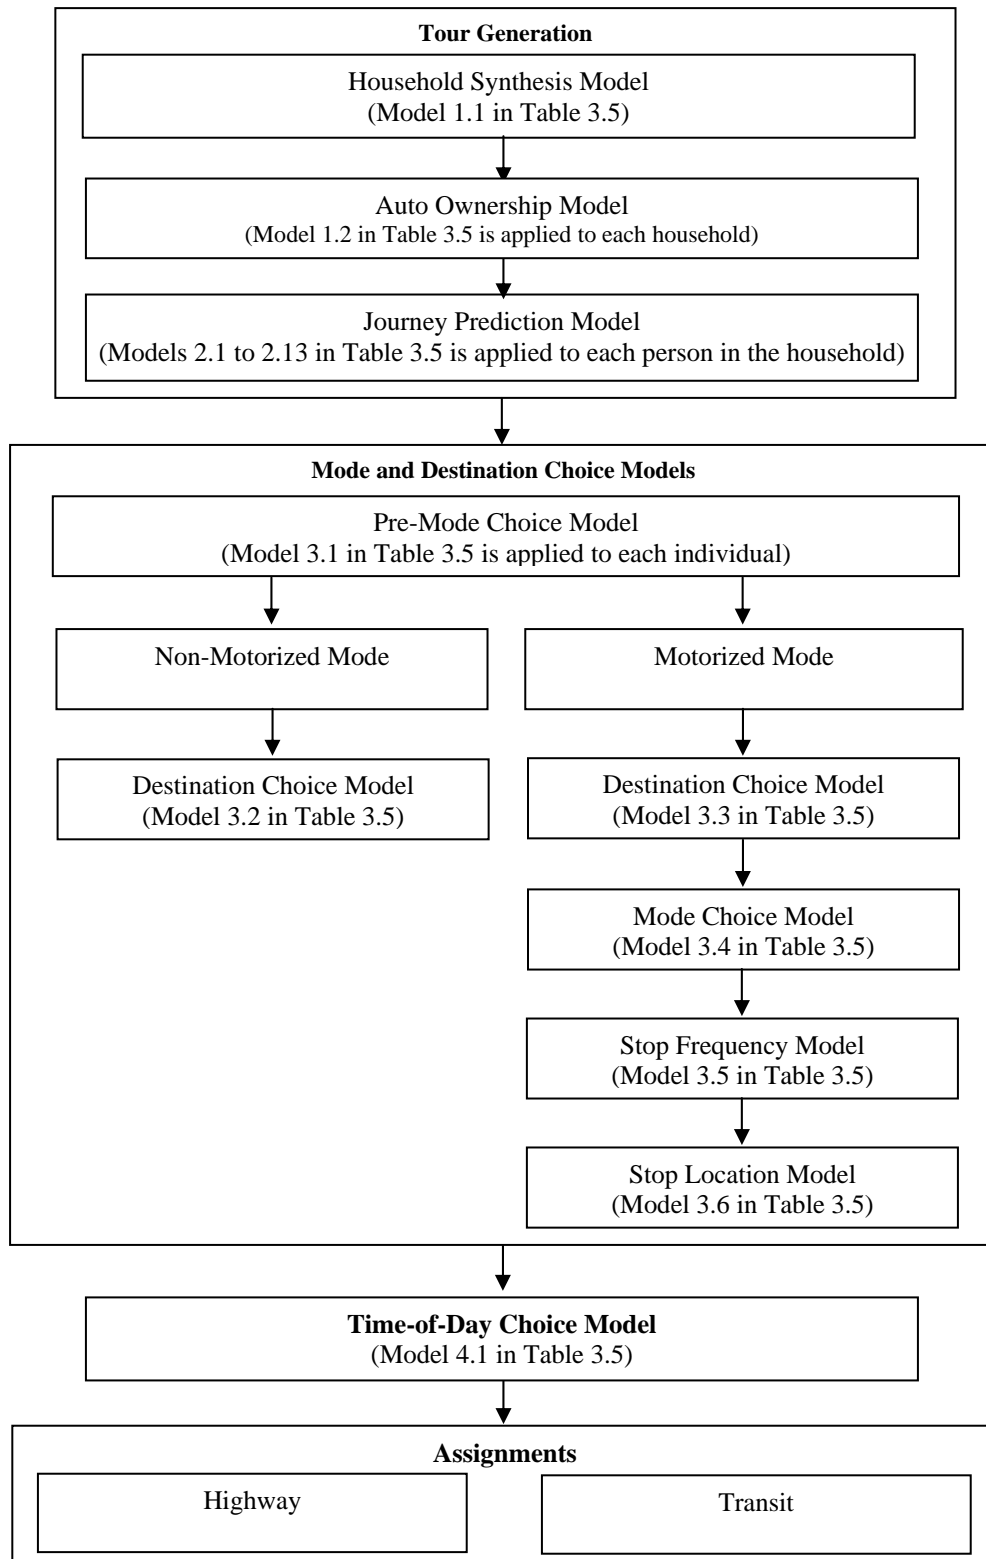 Tour Generation
Household Synthesis Model
(Model 1.1 in Table 3.5)
Auto Ownership Model
(Model 1.2 in Table 3.5 is applied to each household)
Journey Prediction Model
(Models 2.1 to 2.13 in Table 3.5 is applied to each person in the household)
Mode and Destination Choice Models
Pre-Mode Choice Model
(Model 3.1 in Table 3.5 is applied to each individual)
Non-Motorized Mode
Motorized Mode
Destination Choice Model
(Model 3.2 in Table 3.5)
Destination Choice Model
(Model 3.3 in Table 3.5)
Mode Choice Model
(Model 3.4 in Table 3.5)
Stop Frequency Model
(Model 3.5 in Table 3.5)
Stop Location Model
(Model 3.6 in Table 3.5)
Time-of-Day Choice Model
(Model 4.1 in Table 3.5)
Assignments
Highway
Transit